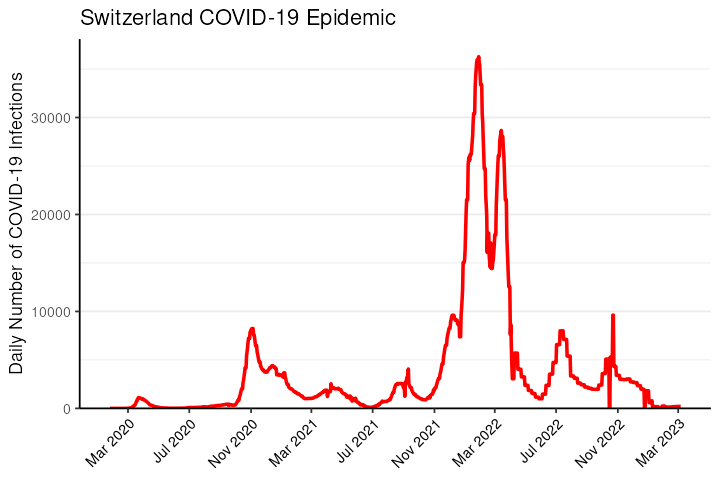 Switzerland COVID-19 Epidemic
Daily Number of COVID-19 Infections
30000
20000
10000
0
Mar 2020
Jul 2020
Nov 2020
Mar 2021
Jul 2021
Nov 2021
Mar 2022
Jul 2022
Nov 2022
Mar 2023